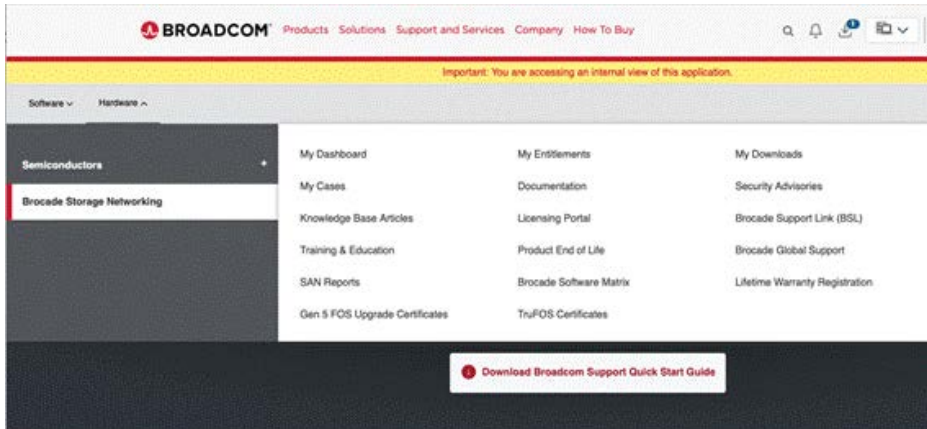 BROADCOM Products Solutions Support and Services Company How To Buy
Important: You are accessing an internal view of this application.
Software Hardware
Semiconductors +
Brocade Storage Networking
My Dashboard My Entitlements My Downloads
My Cases Documentation Security Advisories
Knowledge Base Articles Licensing Portal Brocade Support Link (BSL)
Training & Education Product End of Life Brocade Global Support
SAN Reports Brocade Software Matrix Lifetime Warranty Registration
Gen 5 FOS Upgrade Certificates TruFOS Certificates
Download Broadcom Support Quick Start Guide